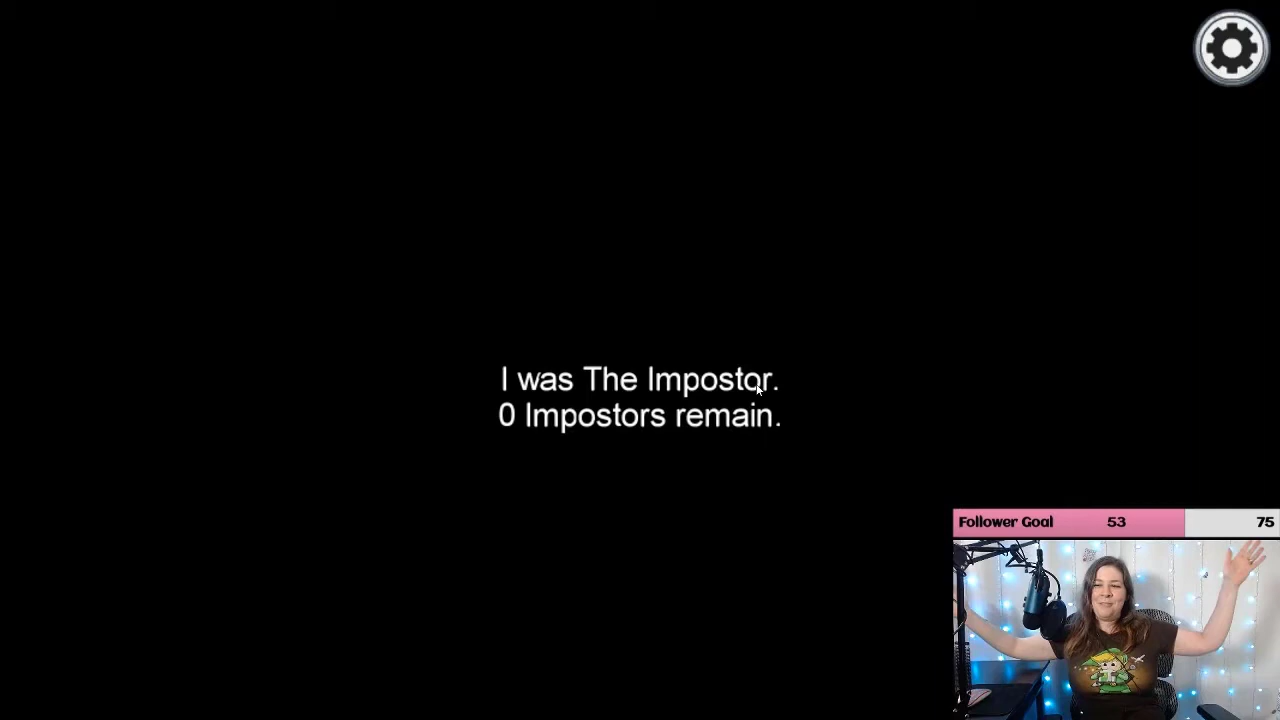 I was The Impostor.
0 Impostors remain.
Follower Goal 53 75